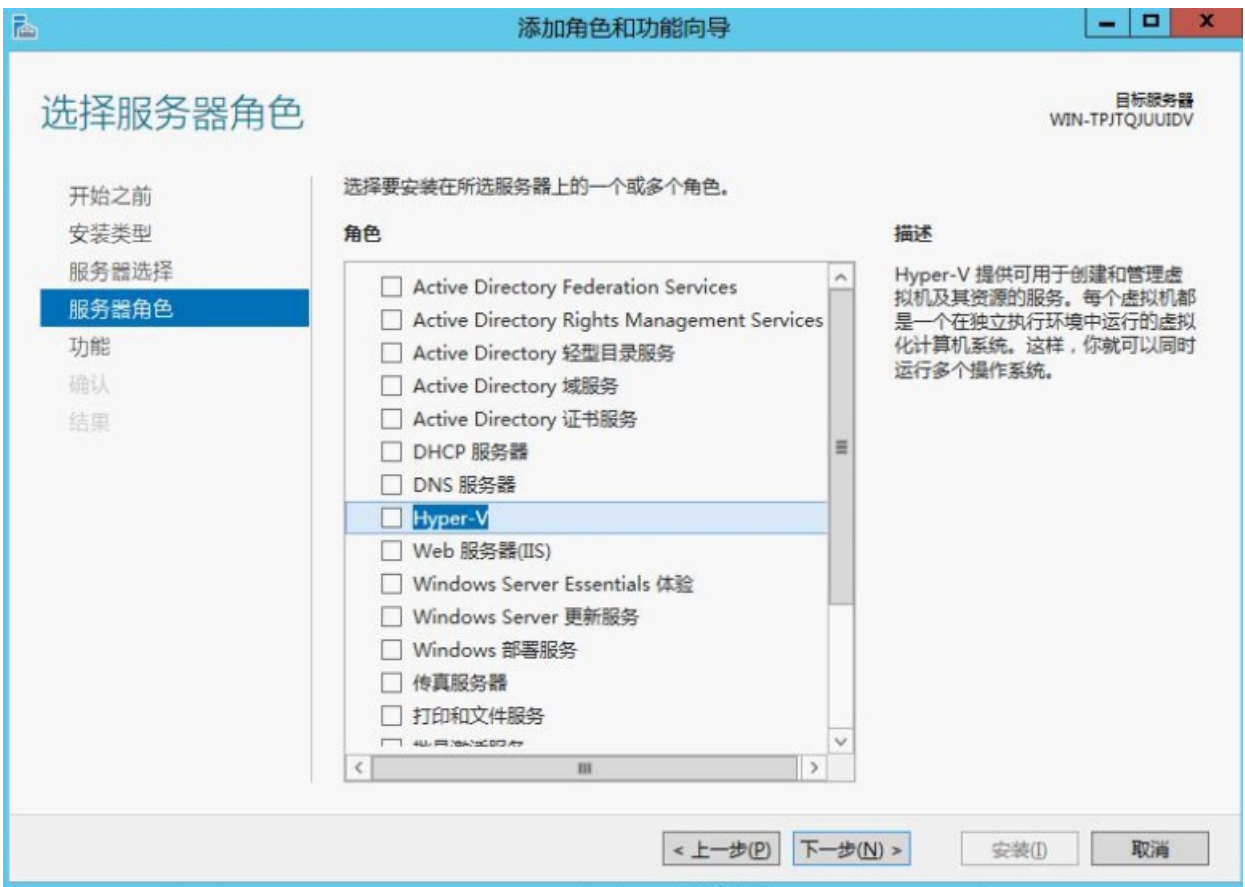 添加角色和功能向导
选择服务器角色
目标服务器
WIN-TPJTQJUUIDV
开始之前
安装类型
服务器选择
服务器角色
功能
确认
结果
选择要安装在所选服务器上的一个或多个角色。
角色
Active Directory Federation Services
Active Directory Rights Management Services
Active Directory 轻型目录服务
Active Directory 域服务
Active Directory 证书服务
DHCP 服务器
DNS 服务器
Hyper-V
Web 服务器(IIS)
Windows Server Essentials 体验
Windows Server 更新服务
Windows 部署服务
传真服务器
打印和文件服务
描述
Hyper-V 提供可用于创建和管理虚
拟机及其资源的服务。每个虚拟机都
是一个在独立执行环境中运行的虚拟
化计算机系统。这样，你就可以同时
运行多个操作系统。
< 上一步(P)
下一步(N) >
安装(I)
取消